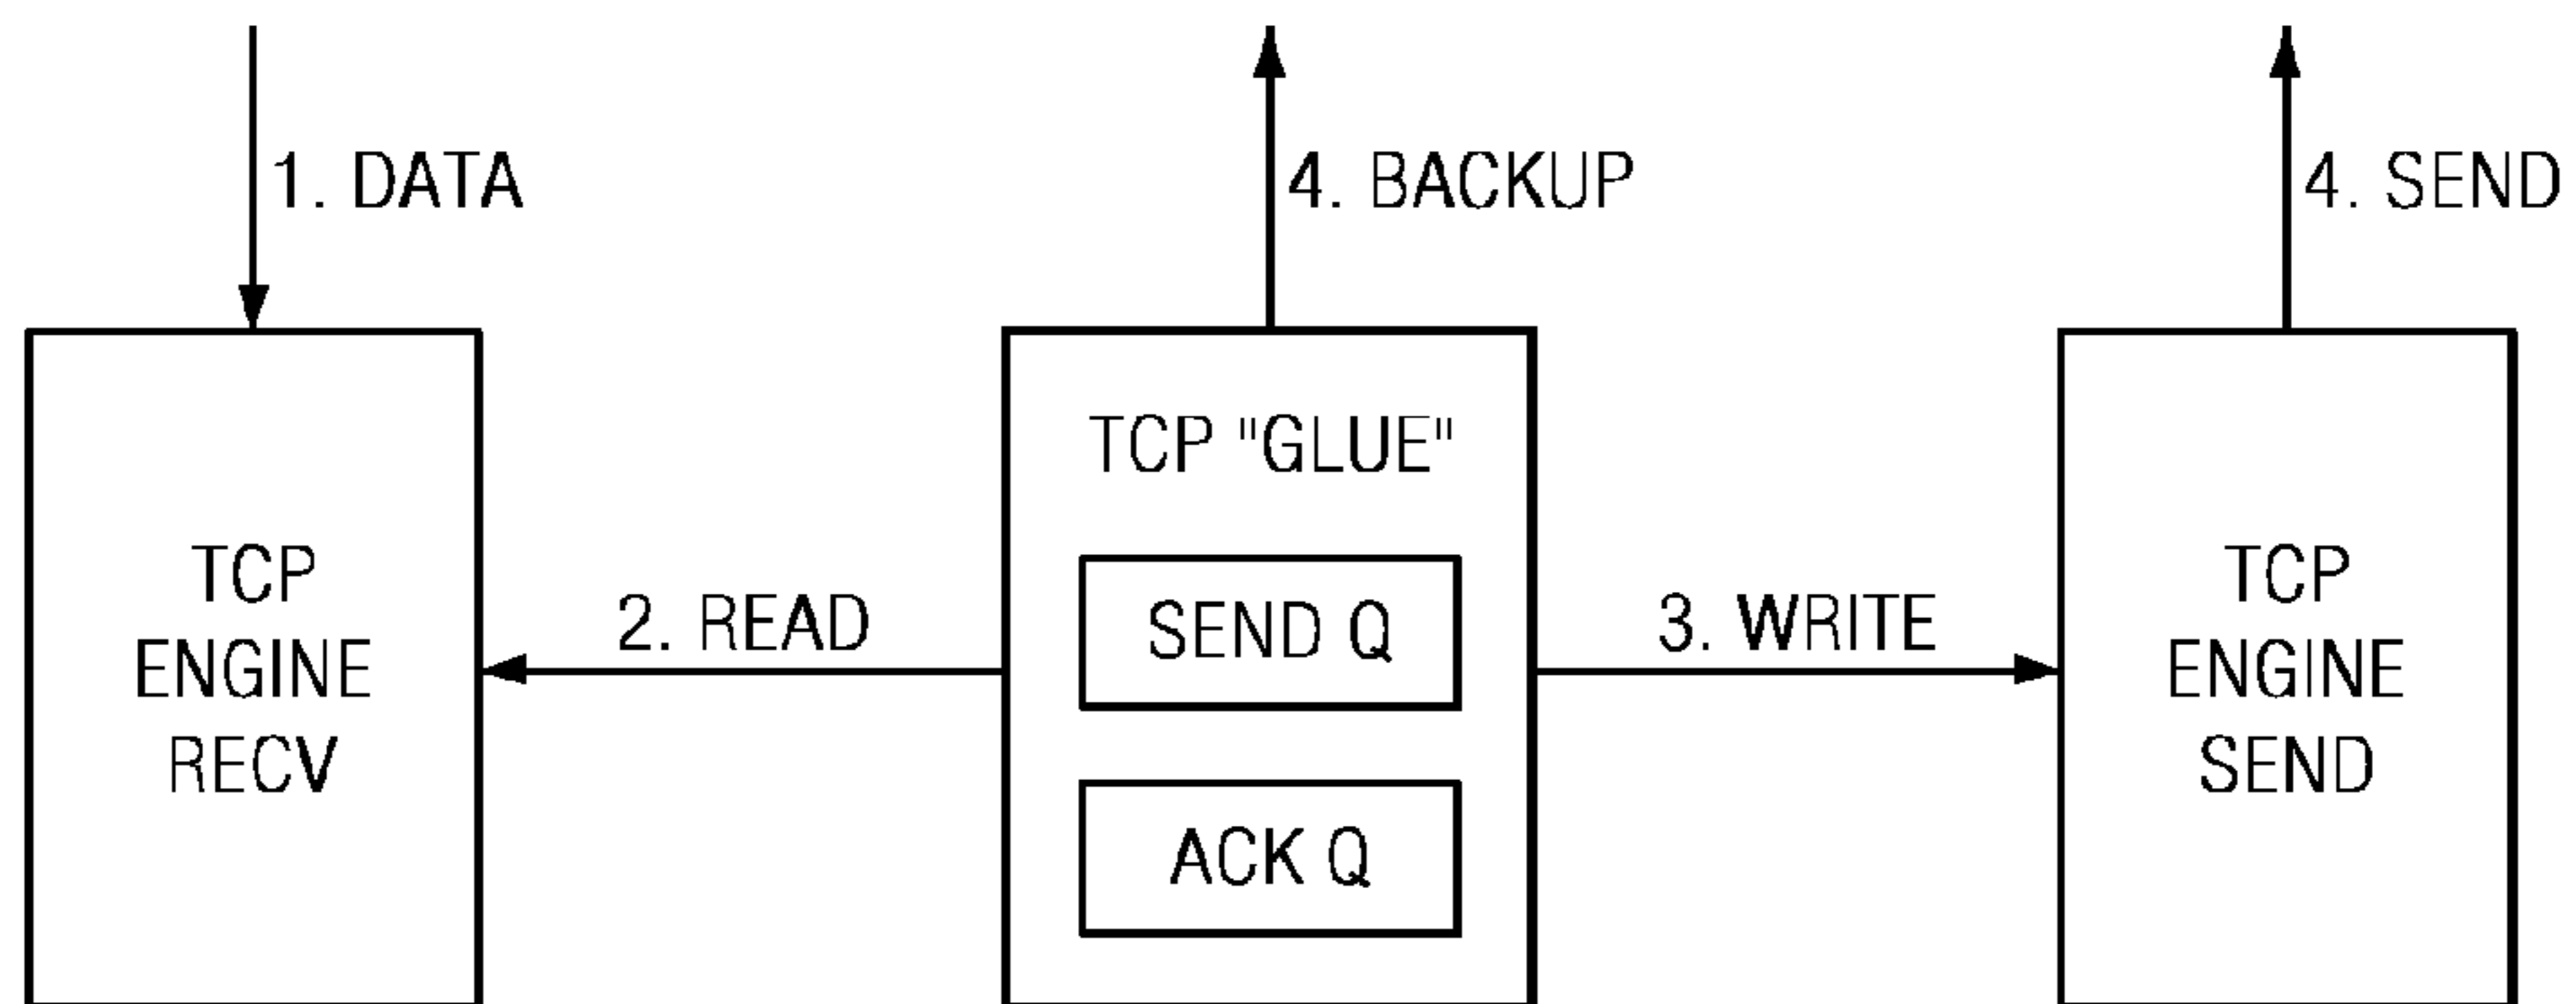 1. DATA
4. BACKUP
4. SEND
TCP "GLUE"
TCP
ENGINE
RECV
2. READ
SEND Q
ACK Q
3. WRITE
TCP
ENGINE
SEND